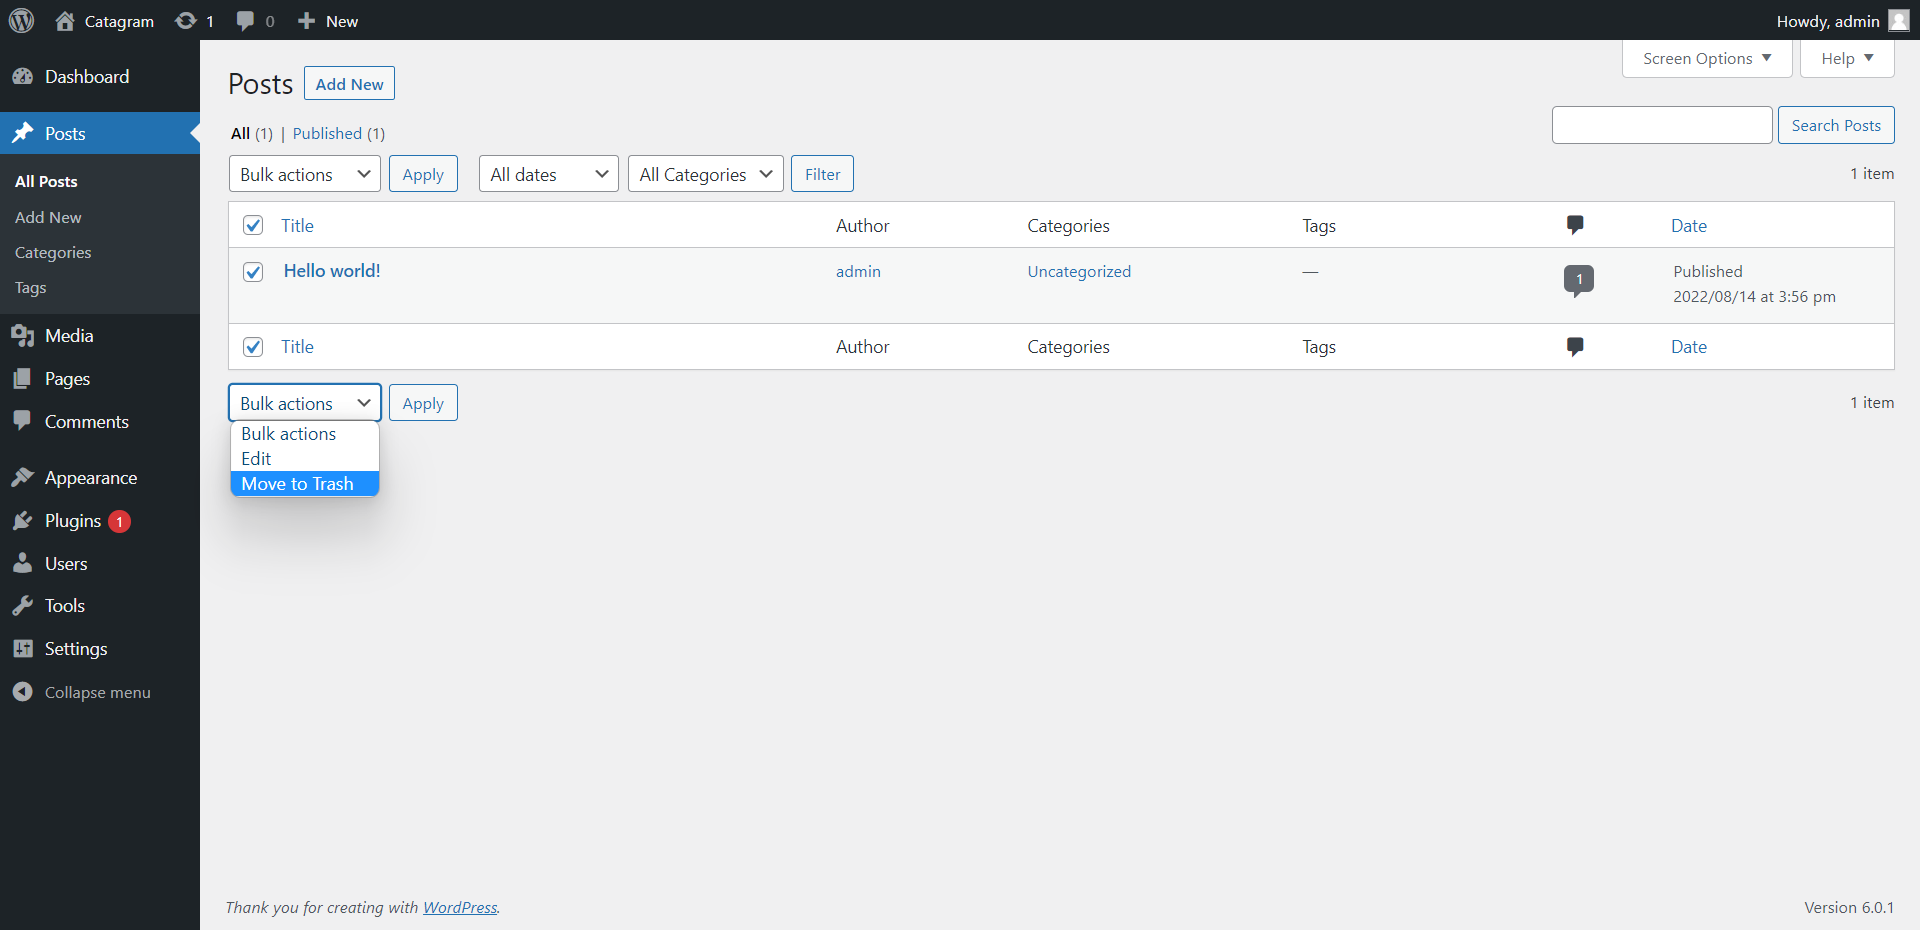 Catagram 1 0 New Howdy, admin
Screen Options Help
Dashboard
Posts
All Posts
Add New
Categories
Tags
Media
Pages
Comments
Appearance
Plugins 1
Users
Tools
Settings
Collapse menu
Posts Add New
All (1) | Published (1)
Search Posts
Bulk actions Apply All dates All Categories Filter 1 item
Title Author Categories Tags Date
Hello world! admin Uncategorized — 1 Published
2022/08/14 at 3:56 pm
Title Author Categories Tags Date
Bulk actions Apply 1 item
Bulk actions
Edit
Move to Trash
Thank you for creating with WordPress. Version 6.0.1